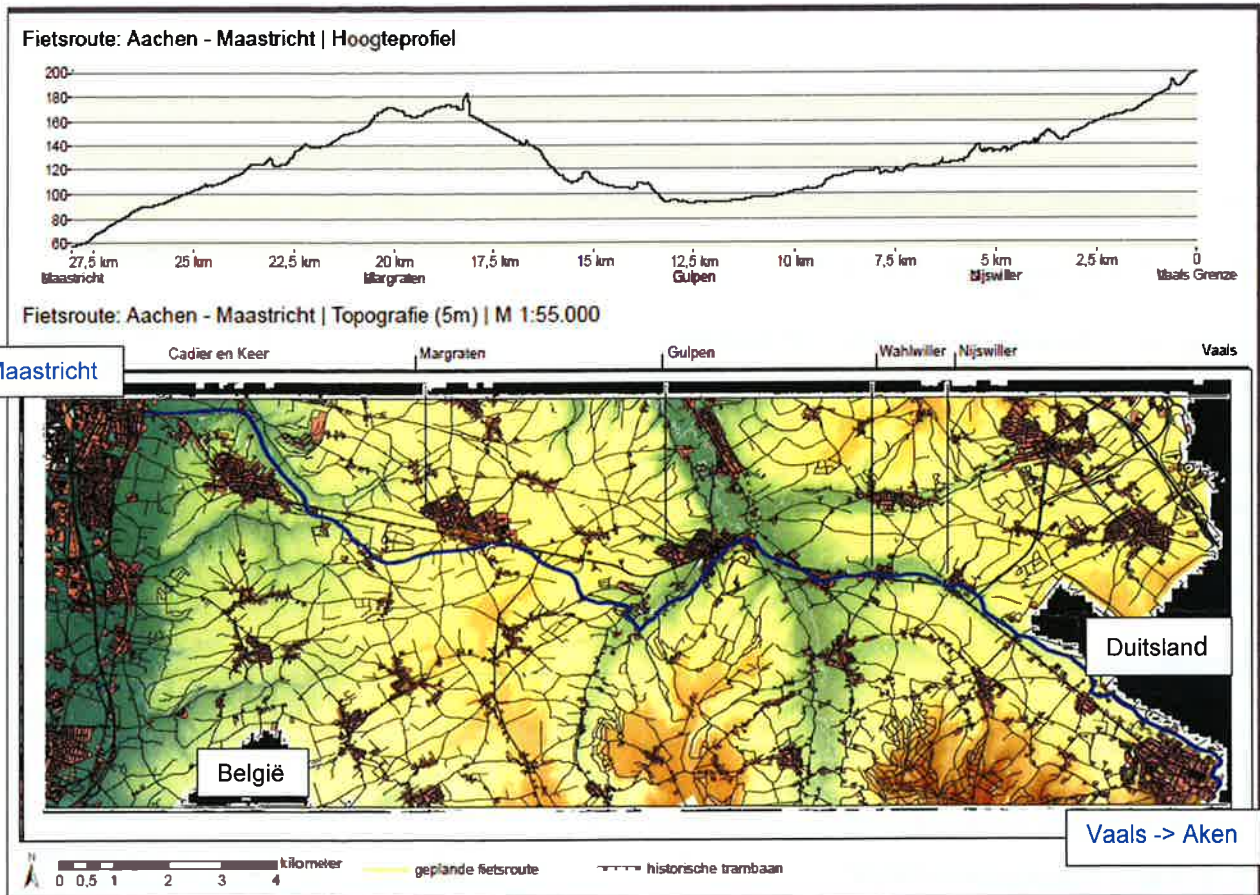 Fietsroute: Aachen - Maastricht | Hoogteprofiel
200
180
160
140
120
100
80
60
27,5 km 25 km 22,5 km 20 km 17,5 km 15 km 12,5 km 10 km 7,5 km 5 km 2,5 km 0
Maastricht Margraten Gulpen Nijswiller Vaals Grenze
Fietsroute: Aachen - Maastricht | Topografie (5m) | M 1:55.000
Maastricht
Cadier en Keer Margraten Gulpen Wahlwiller Nijswiller Vaals
Duitsland
België
Vaals -> Aken
N
kilometer geplande fietsroute historische trambaan
0 0,5 1 2 3 4